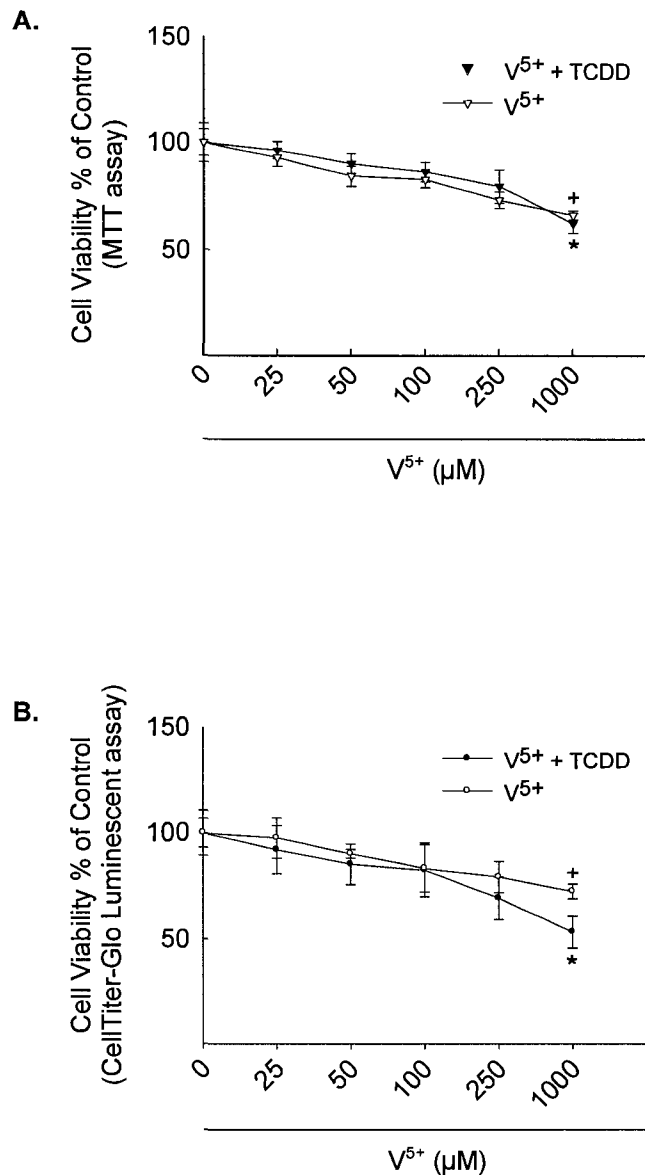 A.
Cell Viability % of Control
(MTT assay)
150
100
50
V⁵⁺ + TCDD
V⁵⁺
+
*
0
25
50
100
250
1000
V⁵⁺ (µM)
B.
Cell Viability % of Control
(CellTiter-Glo Luminescent assay)
150
100
50
V⁵⁺ + TCDD
V⁵⁺
+
*
0
25
50
100
250
1000
V⁵⁺ (µM)